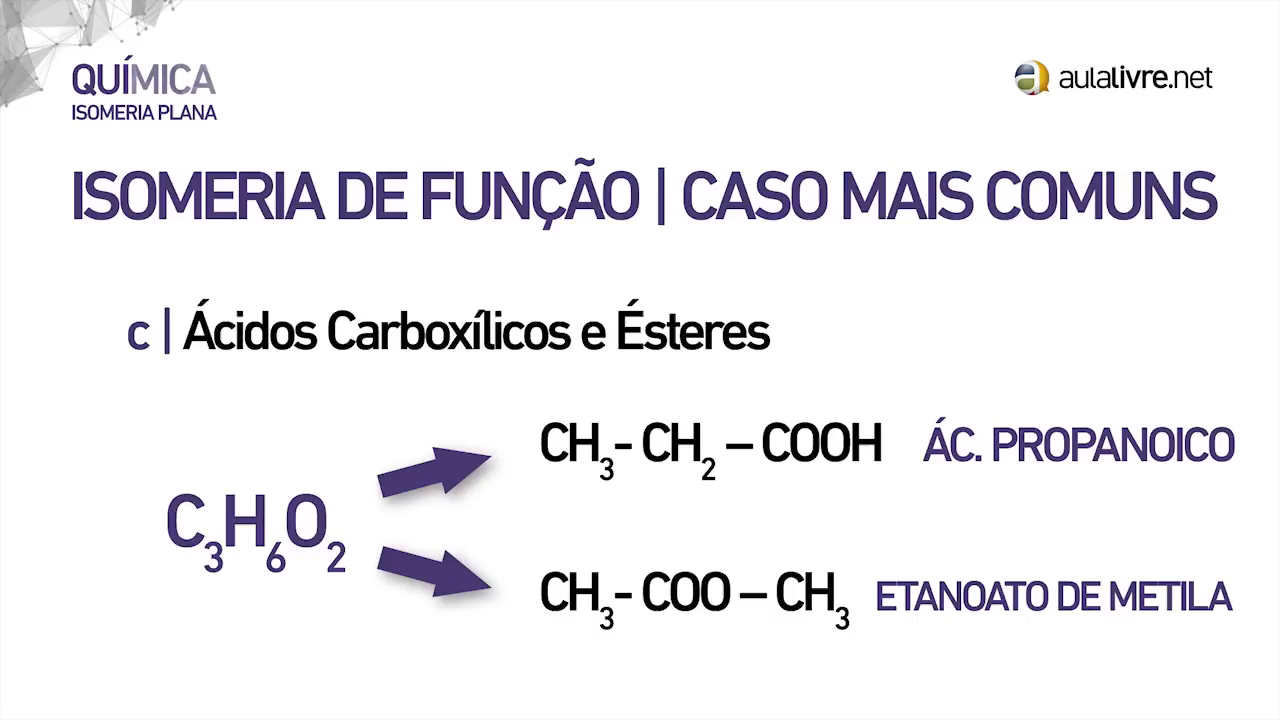 QUÍMICA
ISOMERIA PLANA
aulalivre.net
ISOMERIA DE FUNÇÃO | CASO MAIS COMUNS
c | Ácidos Carboxílicos e Ésteres
CH₃- CH₂ – COOH ÁC. PROPANOICO
C₃H₆O₂
CH₃- COO – CH₃ ETANOATO DE METILA